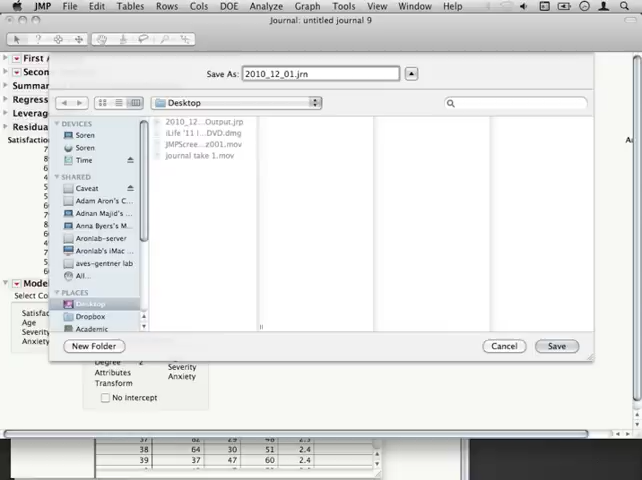 JMP File Edit Tables Rows Cols DOE Analyze Graph Tools View Window Help
Journal: untitled journal 9
First A
Secon
Summar
Regress
Leverag
Residua
Satisfactio
Save As: 2010_12_01.jrn
Desktop
DEVICES
Soren
Soren
Time
SHARED
Caveat
Adam Aron's C...
Adnan Majid's...
Anna Byers's M...
Aronlab-server
Aronlab's iMac ...
aves-gentner lab
All...
PLACES
Desktop
Dropbox
Academic
2010_12...Output.jrp
iLife '11 I...DVD.dmg
JMPScree...z001.mov
journal take 1.mov
New Folder
Cancel Save
Mode
Select Col
Satisfac
Age
Severity
Anxiety
Degree 2
Attributes
Transform
Severity
Anxiety
No Intercept
37 82 29 48 2.3
38 64 30 51 2.4
39 37 47 60 2.4